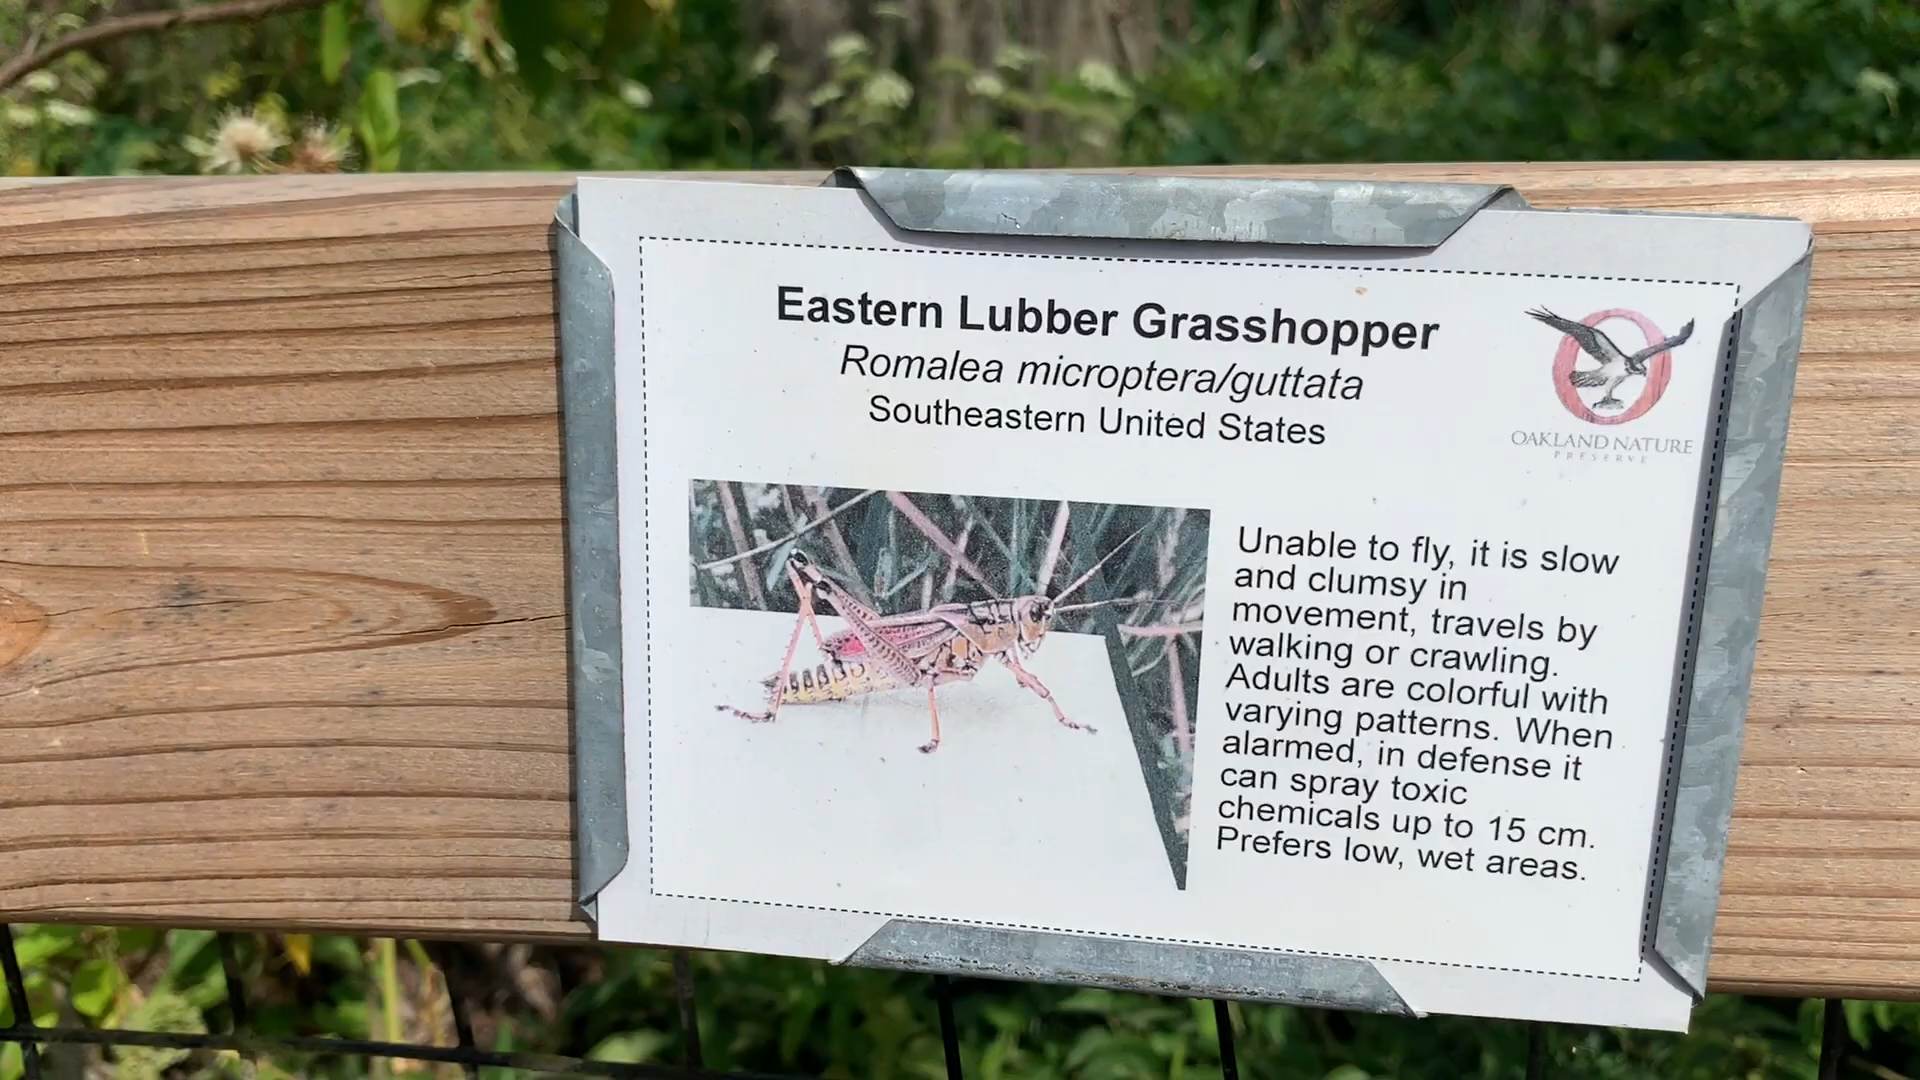 Eastern Lubber Grasshopper
Romalea microptera/guttata
Southeastern United States
OAKLAND NATURE
PRESERVE
Unable to fly, it is slow
and clumsy in
movement, travels by
walking or crawling.
Adults are colorful with
varying patterns. When
alarmed, in defense it
can spray toxic
chemicals up to 15 cm.
Prefers low, wet areas.